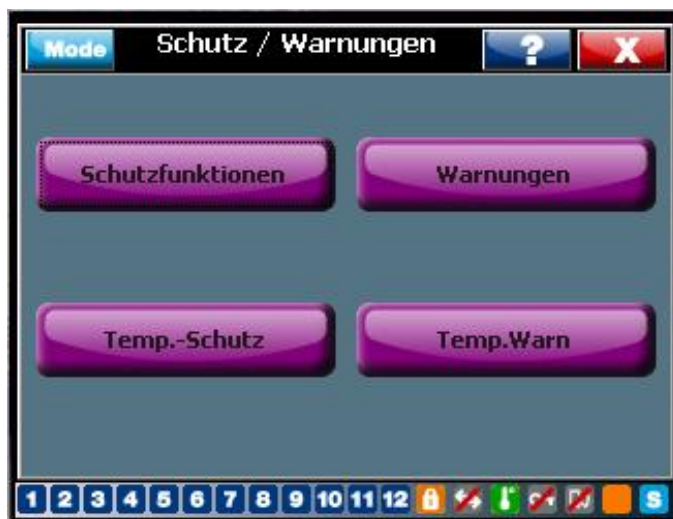 Mode Schutz / Warnungen ? X
Schutzfunktionen Warnungen
Temp.-Schutz Temp.Warn
1 2 3 4 5 6 7 8 9 10 11 12 S